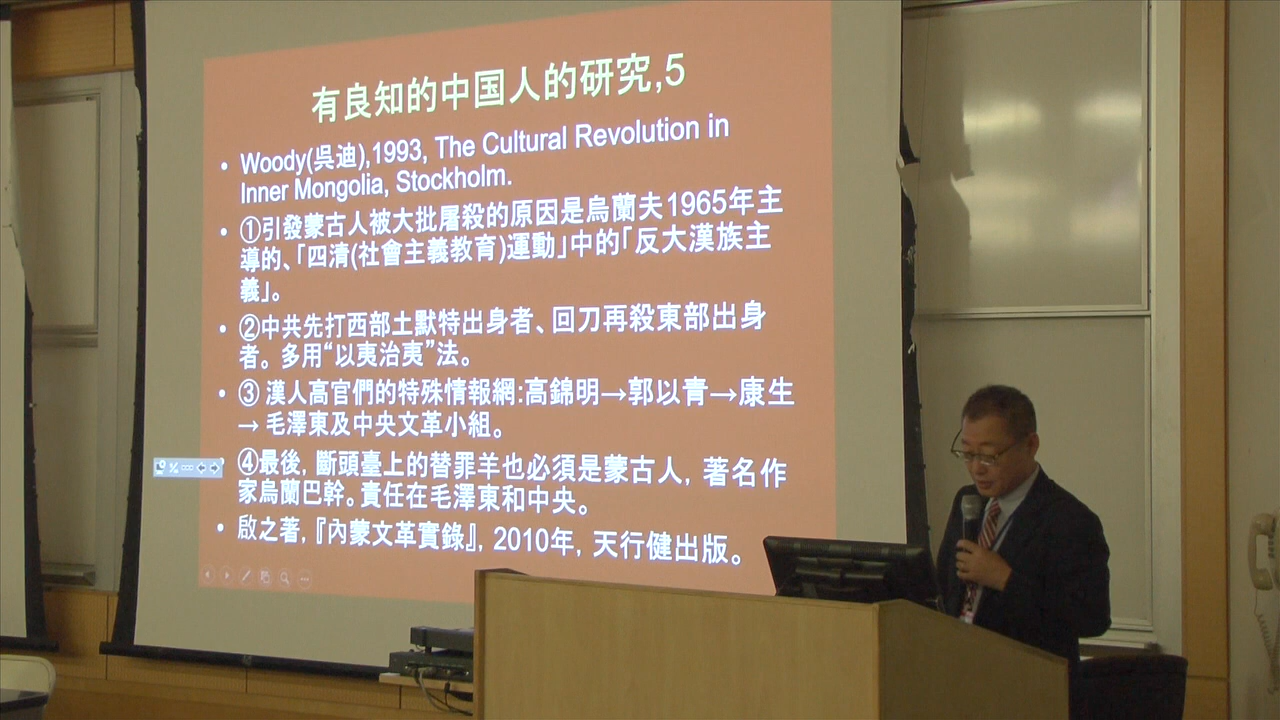 有良知的中国人的研究,5
• Woody(吳迪),1993, The Cultural Revolution in
Inner Mongolia, Stockholm.
• ①引發蒙古人被大批屠殺的原因是烏蘭夫1965年主
導的、「四清(社會主義教育)運動」中的「反大漢族主
義」。
• ②中共先打西部土默特出身者、回刀再殺東部出身
者。多用“以夷治夷”法。
• ③ 漢人高官們的特殊情報網:高錦明→郭以青→康生
→ 毛澤東及中央文革小組。
• ④最後，斷頭臺上的替罪羊也必須是蒙古人，著名作
家烏蘭巴幹。責任在毛澤東和中央。
• 啟之著，『內蒙文革實錄』，2010年，天行健出版。